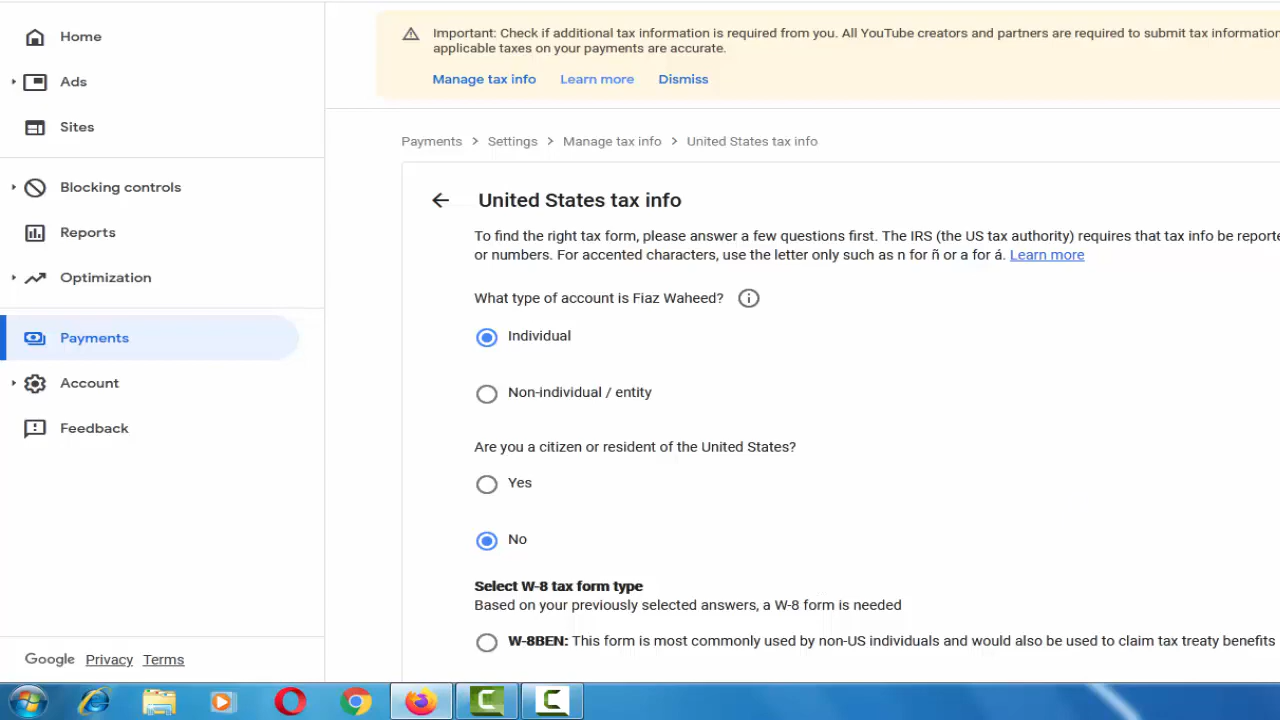 Home
Ads
Sites
Blocking controls
Reports
Optimization
Payments
Account
Feedback
Google Privacy Terms
Important: Check if additional tax information is required from you. All YouTube creators and partners are required to submit tax information
applicable taxes on your payments are accurate.
Manage tax info Learn more Dismiss
Payments > Settings > Manage tax info > United States tax info
United States tax info
To find the right tax form, please answer a few questions first. The IRS (the US tax authority) requires that tax info be reporte
or numbers. For accented characters, use the letter only such as n for ñ or a for á. Learn more
What type of account is Fiaz Waheed?
Individual
Non-individual / entity
Are you a citizen or resident of the United States?
Yes
No
Select W-8 tax form type
Based on your previously selected answers, a W-8 form is needed
W-8BEN: This form is most commonly used by non-US individuals and would also be used to claim tax treaty benefits